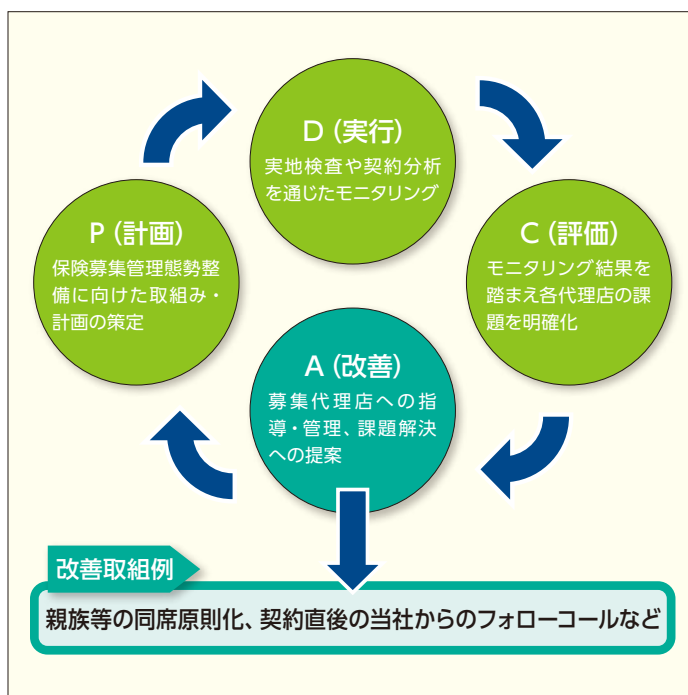 D（実行）
実地検査や契約分析
を通じたモニタリング
P（計画）
保険募集管理態勢整
備に向けた取組み・
計画の策定
C（評価）
モニタリング結果を
踏まえ各代理店の課
題を明確化
A（改善）
募集代理店への指
導・管理、課題解決
への提案
改善取組例
親族等の同席原則化、契約直後の当社からのフォローコールなど